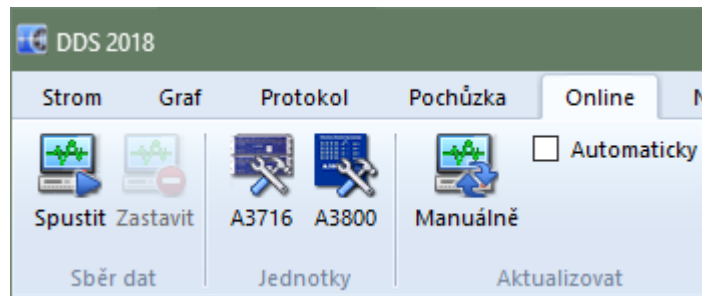 DDS 2018
Strom Graf Protokol Pochůzka Online
Automaticky
Spustit Zastavit A3716 A3800 Manuálně
Sběr dat Jednotky Aktualizovat